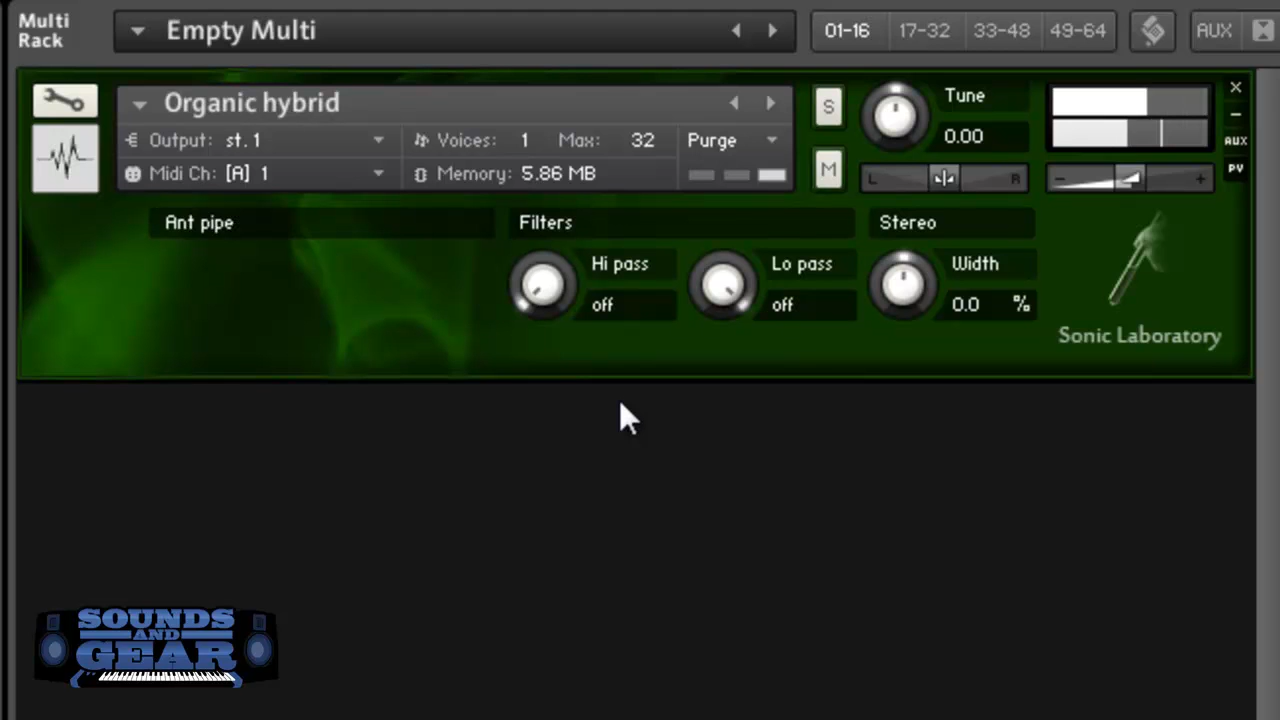 Multi Rack
Empty Multi
01-16 17-32 33-48 49-64 AUX
Organic hybrid
S
Tune
0.00
Output: st. 1
Voices: 1 Max: 32
Purge
M
Midi Ch: [A] 1
Memory: 5.86 MB
L R
- +
×
-
AUX
PV
Ant pipe
Filters
Stereo
Hi pass
off
Lo pass
off
Width
0.0 %
Sonic Laboratory
SOUNDS
AND
GEAR